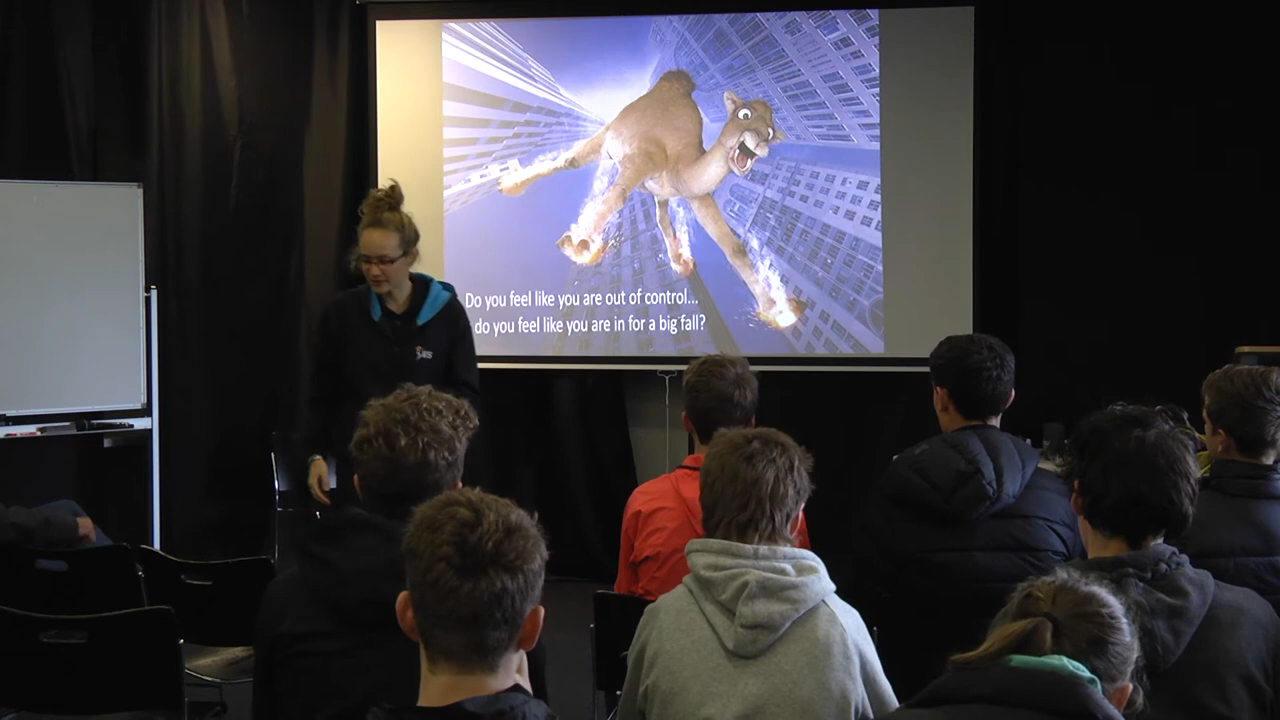 Do you feel like you are out of control...
do you feel like you are in for a big fall?